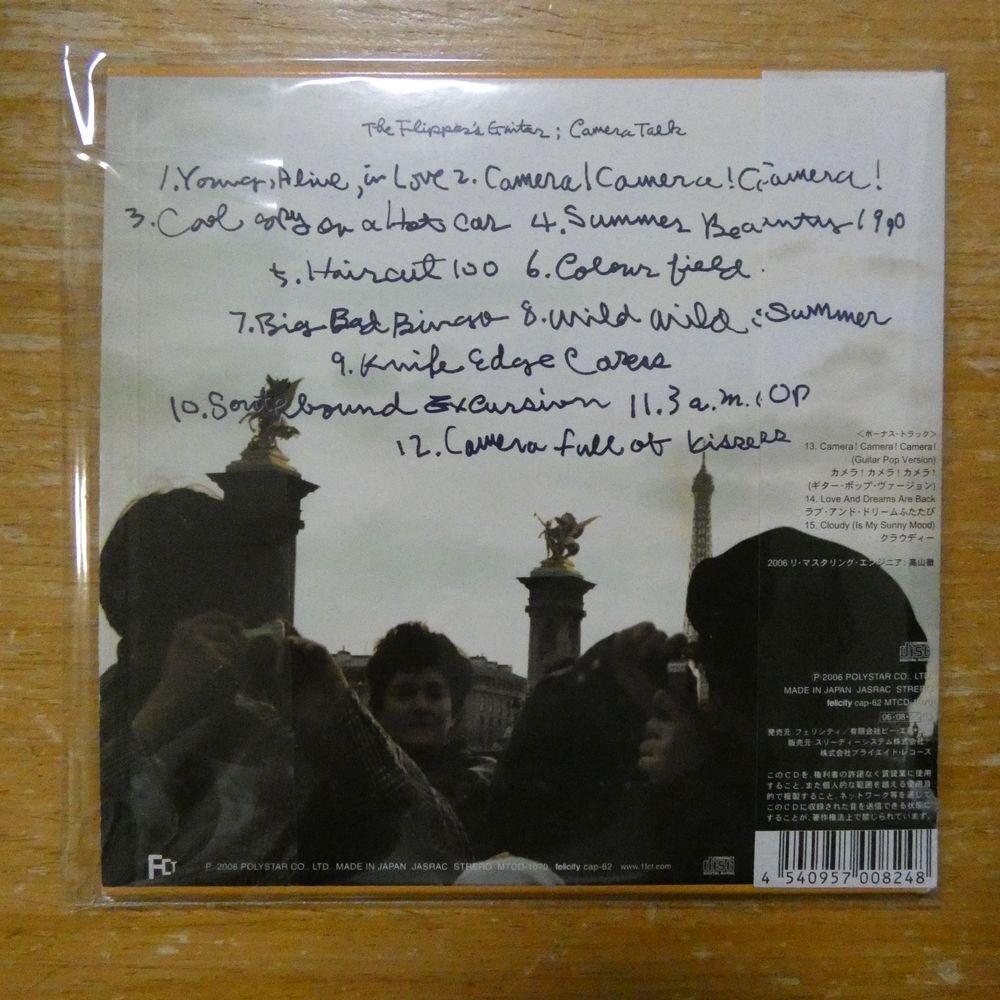 The Flipper's Guitar ; Camera Talk
1. Young, Alive, in Love 2. Camera! Camera! Camera!
3. Cool spy on a Hot car 4. Summer Beauty 1990
5. Haircut 100 6. Colour field.
7. Big Bad Bingo 8. Wild Wild Summer
9. Knife Edge Caress
10. Southbound Excursion 11. 3 a.m. Op
12. Camera full of kisses
<ボーナス・トラック>
13. Camera! Camera! Camera!
(Guitar Pop Version)
カメラ!カメラ!カメラ!
(ギター・ポップ・ヴァージョン)
14. Love And Dreams Are Back
ラブ・アンド・ドリームふたたび
15. Cloudy (Is My Sunny Mood)
クラウディー
2006 リ・マスタリング・エンジニア:高山徹
disc
Ⓟ 2006 POLYSTAR CO., LTD.
MADE IN JAPAN JASRAC STEREO
felicity cap-62 MTCD-1070
06・08・
発売元:フェリシティ/有限会社ビー・エ
販売元:スリーディーシステム株式会社
株式会社ブライエイト・レコーズ
このCDを、権利者の許諾なく賃貸業に使用
すること、また個人的な範囲を超える使用目
的で複製すること、ネットワーク等を通じて
このCDに収録された音を送信できる状態に
することが、著作権法上で禁じられています。
FCT
P. 2006 POLYSTAR CO., LTD. MADE IN JAPAN JASRAC STEREO MTCD-1070 felicity cap-62 www.11ct.com
disc
4 540957 008248